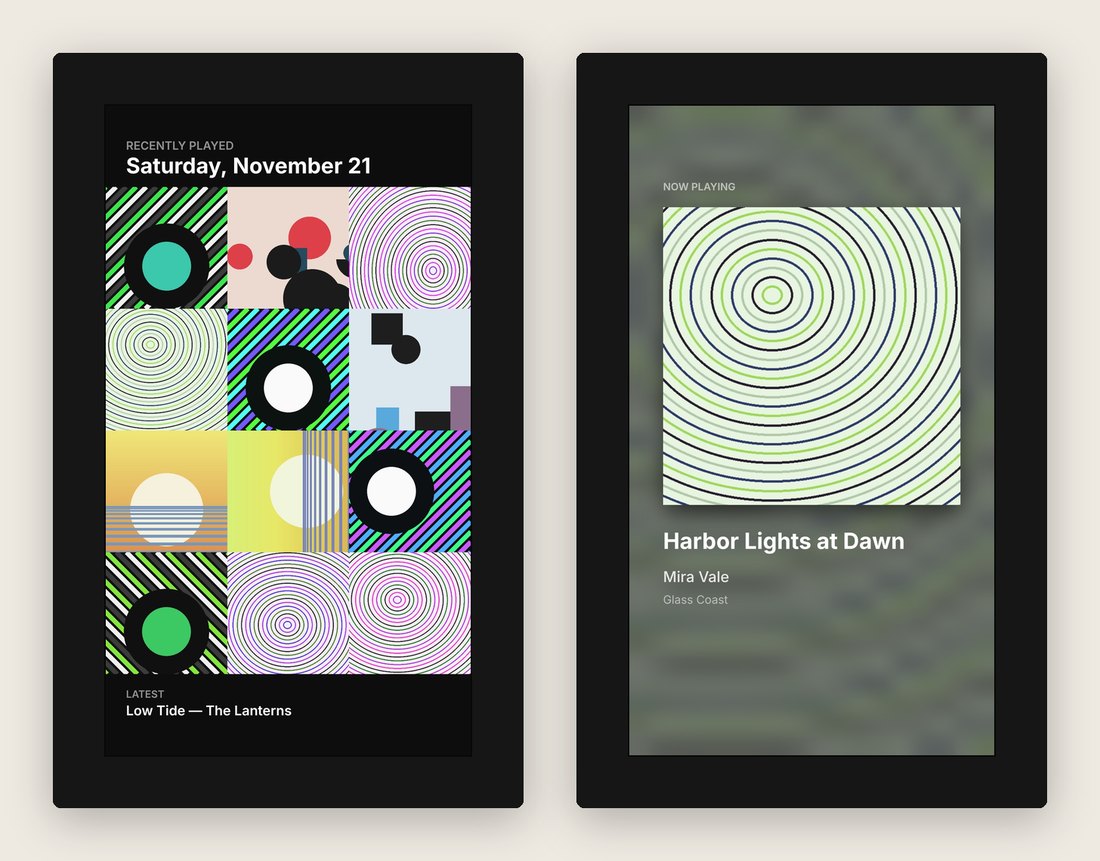 RECENTLY PLAYED
Saturday, November 21
LATEST
Low Tide — The Lanterns
NOW PLAYING
Harbor Lights at Dawn
Mira Vale
Glass Coast